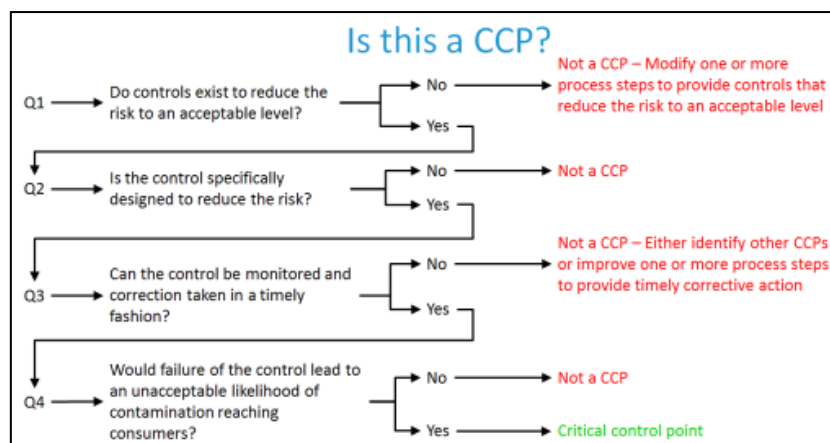 Is this a CCP?
Q1
Do controls exist to reduce the
risk to an acceptable level?
No
Not a CCP – Modify one or more
process steps to provide controls that
reduce the risk to an acceptable level
Yes
Q2
Is the control specifically
designed to reduce the risk?
No
Not a CCP
Yes
Q3
Can the control be monitored and
correction taken in a timely
fashion?
No
Not a CCP – Either identify other CCPs
or improve one or more process steps
to provide timely corrective action
Yes
Q4
Would failure of the control lead to
an unacceptable likelihood of
contamination reaching
consumers?
No
Not a CCP
Yes
Critical control point